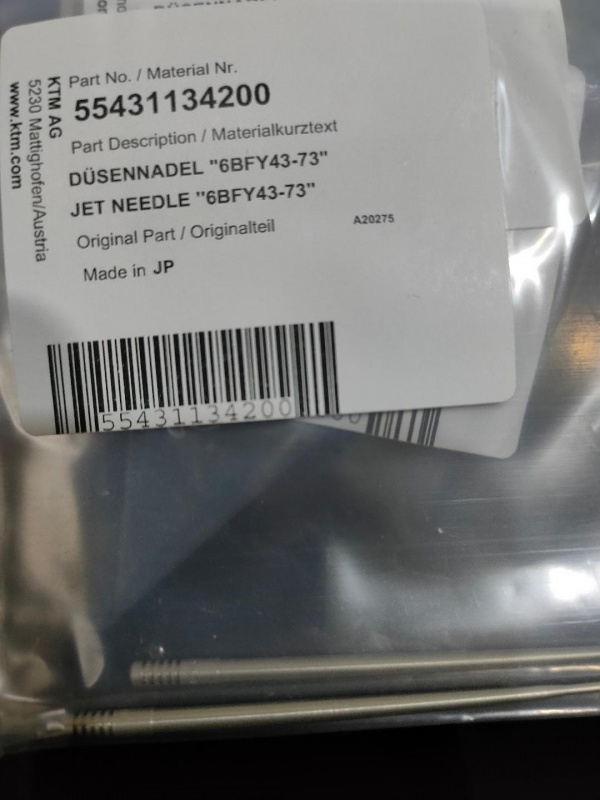 KTM AG
5230 Mattighofen/Austria
www.ktm.com
Part No. / Material Nr.
55431134200
Part Description / Materialkurztext
DÜSENNADEL "6BFY43-73"
JET NEEDLE "6BFY43-73"
Original Part / Originalteil
A20275
Made in JP
55431134200